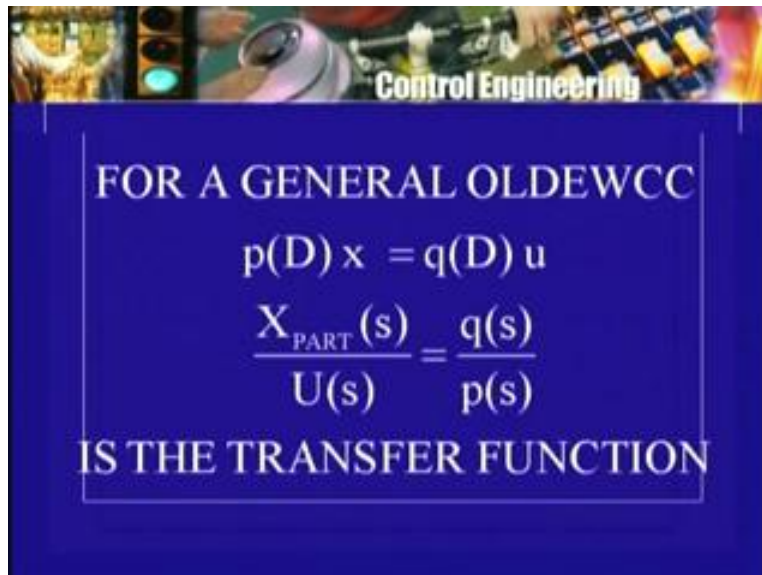 Control Engineering
FOR A GENERAL OLDEWCC
p(D) x = q(D) u
X_PART (s) / U(s) = q(s) / p(s)
IS THE TRANSFER FUNCTION